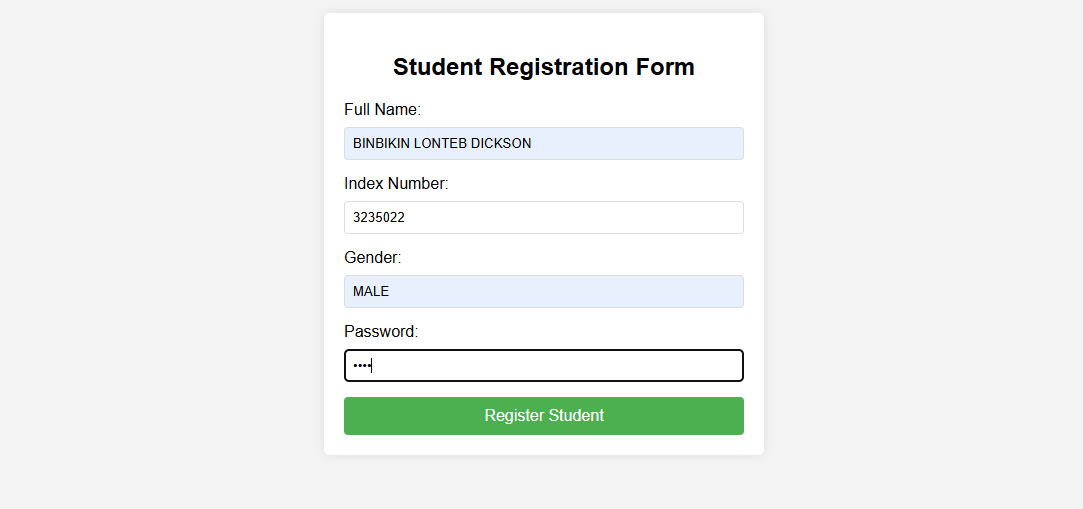 Student Registration Form
Full Name:
BINBIKIN LONTEB DICKSON
Index Number:
3235022
Gender:
MALE
Password:
••••
Register Student